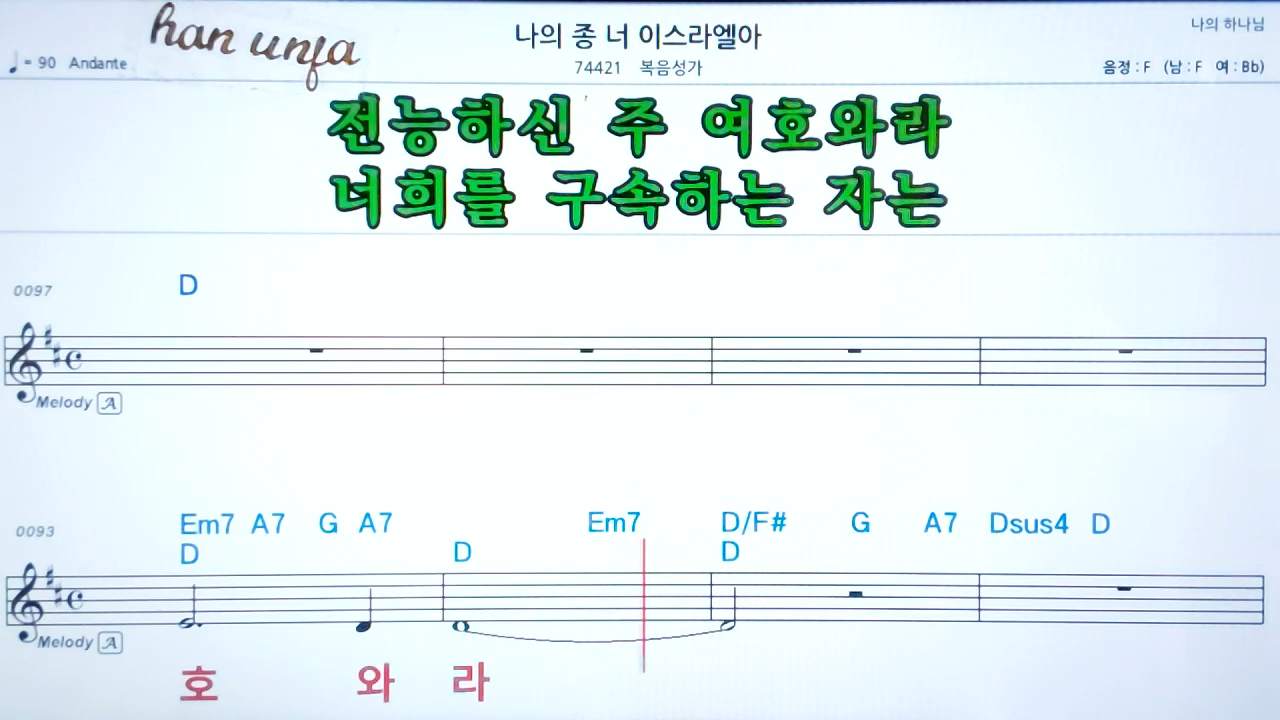 han unja
나의 종 너 이스라엘아
나의 하나님
♩= 90 Andante
74421 복음성가
음정 : F (남 : F 여 : Bb)
전능하신 주 여호와라
너희를 구속하는 자는
0097
D
Melody A
0093
Em7 A7 G A7 Em7 D/F# G A7 Dsus4 D
D D D
Melody A
호 와 라